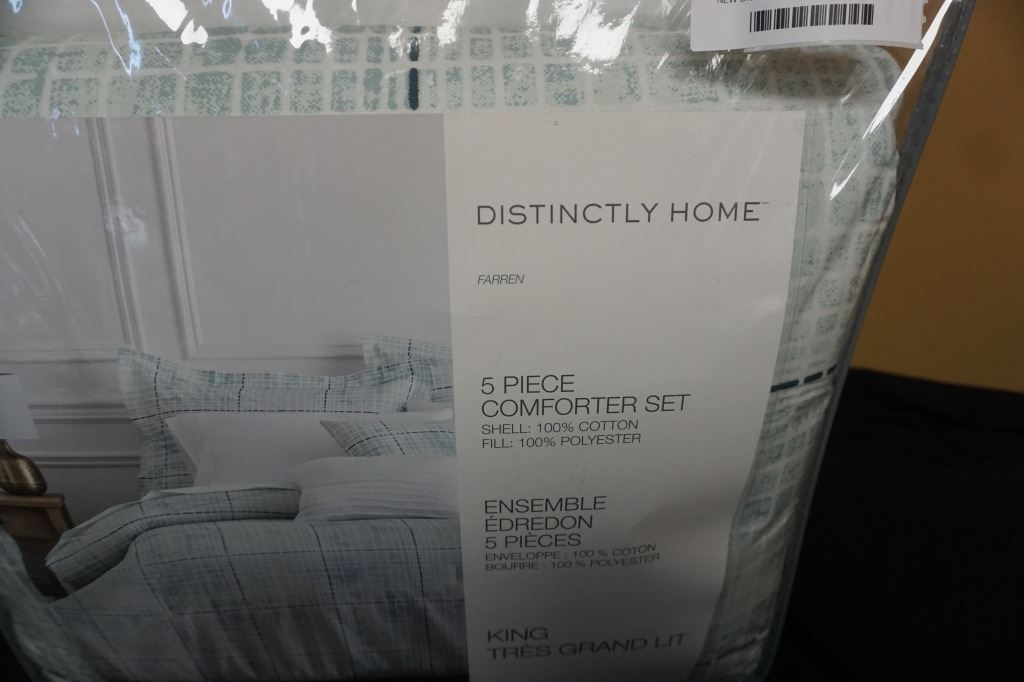 DISTINCTLY HOME
FARREN
5 PIECE
COMFORTER SET
SHELL: 100% COTTON
FILL: 100% POLYESTER
ENSEMBLE
ÉDREDON
5 PIÈCES
ENVELOPPE : 100 % COTON
BOURRE : 100 % POLYESTER
KING
TRÈS GRAND LIT